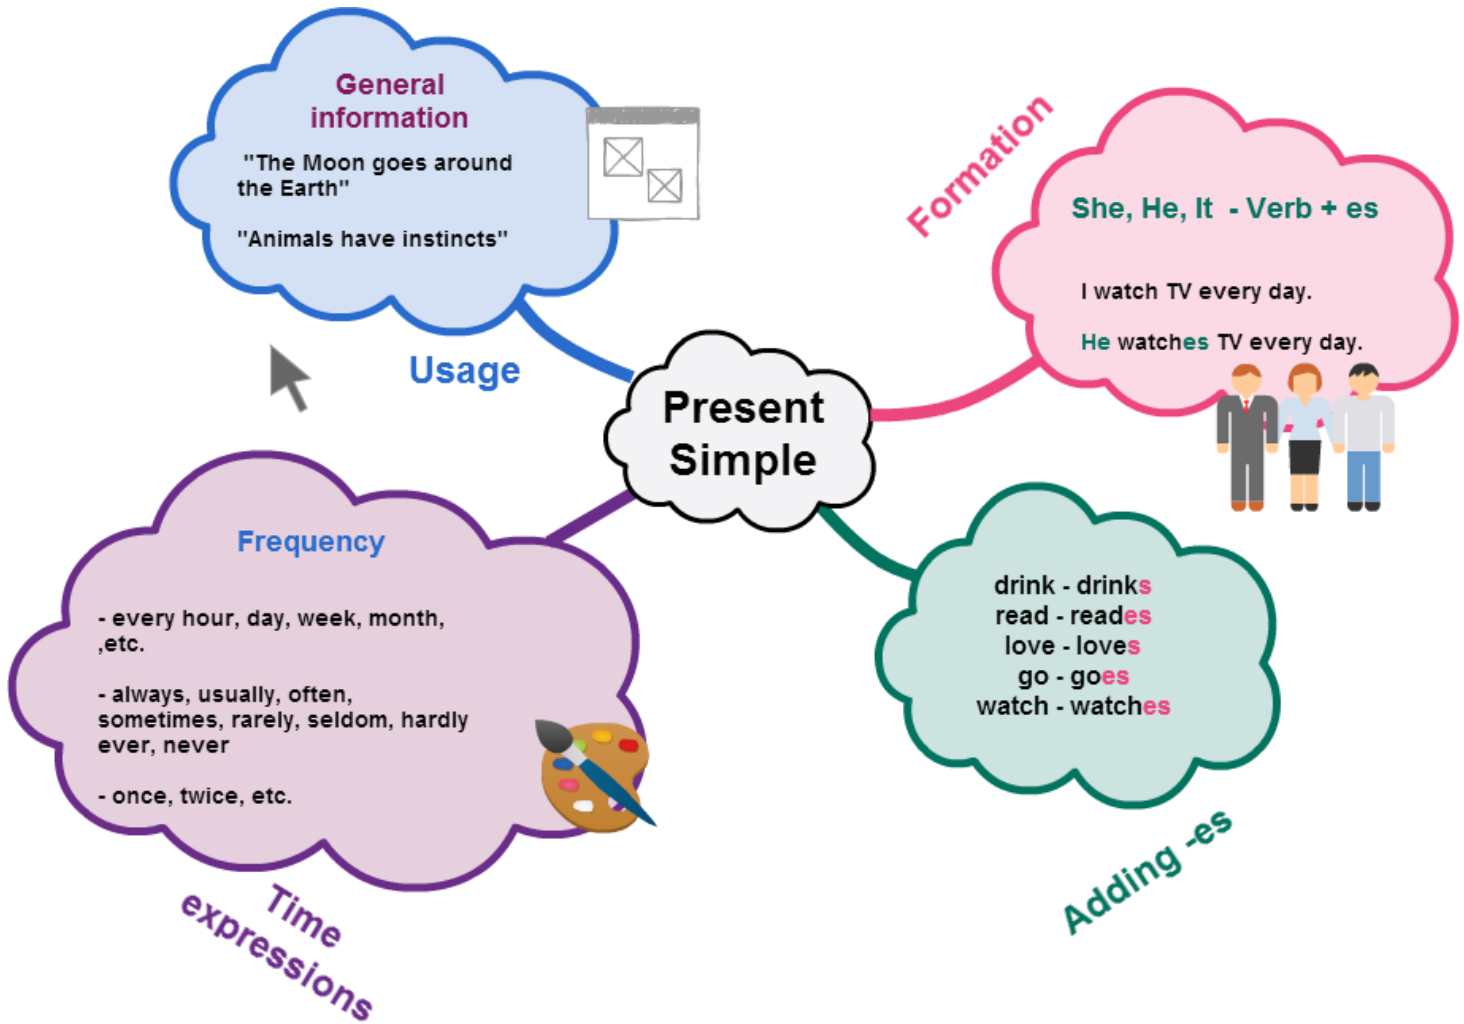 General
information
"The Moon goes around
the Earth"
"Animals have instincts"
Usage
Formation
She, He, It - Verb + es
I watch TV every day.
He watches TV every day.
Present
Simple
Frequency
- every hour, day, week, month,
,etc.
- always, usually, often,
sometimes, rarely, seldom, hardly
ever, never
- once, twice, etc.
Time
expressions
drink - drinks
read - reades
love - loves
go - goes
watch - watches
Adding -es